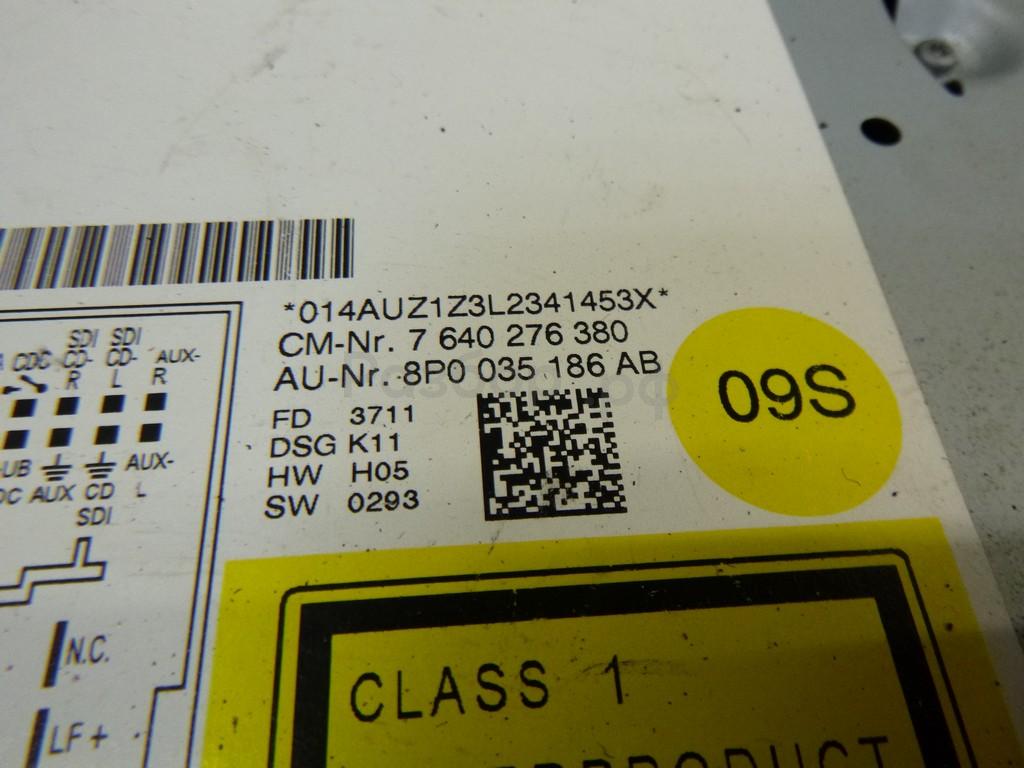 *014AUZ1Z3L2341453X*
CM-Nr. 7 640 276 380
AU-Nr. 8P0 035 186 AB
FD 3711
DSG K11
HW H05
SW 0293
09S
SDI SDI
CDC CD- CD- AUX-
R L R
-UB AUX-
AUX CD L
SDI
N.C.
LF+
CLASS 1